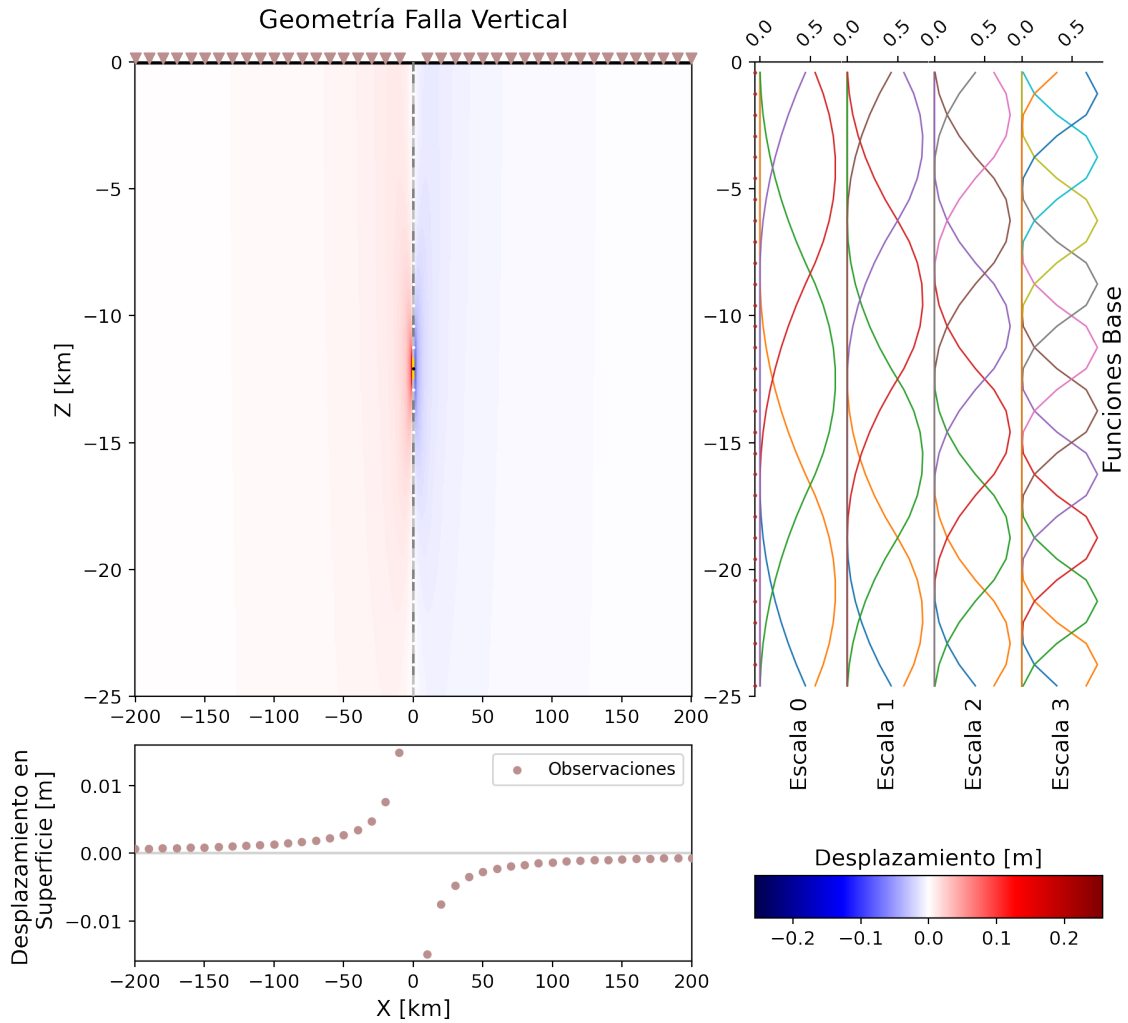 Geometría Falla Vertical
0.0 0.5 0.0 0.5 0.0 0.5 0.0 0.5
0
−5
−10
−15
−20
−25
Z [km]
−200 −150 −100 −50 0 50 100 150 200
0
−5
−10
−15
−20
−25
Funciones Base
Escala 0 Escala 1 Escala 2 Escala 3
Desplazamiento en
Superficie [m]
0.01
0.00
−0.01
Observaciones
−200 −150 −100 −50 0 50 100 150 200
X [km]
Desplazamiento [m]
−0.2 −0.1 0.0 0.1 0.2